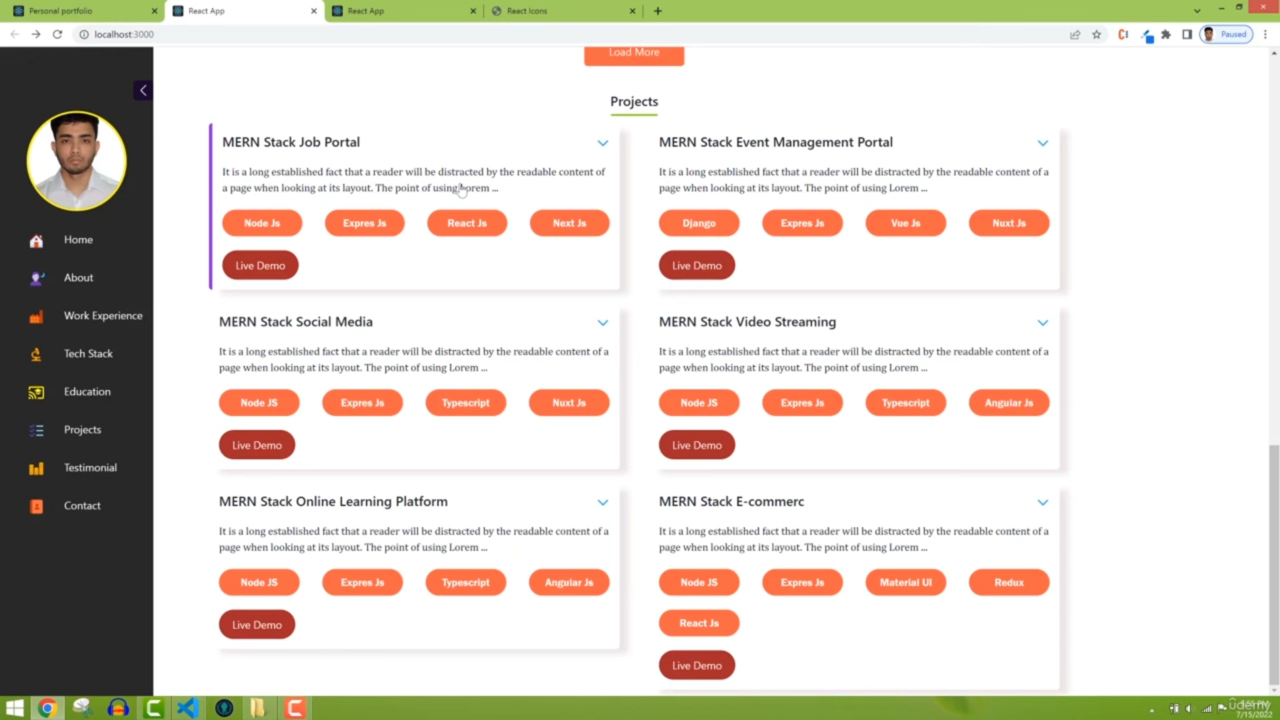 Personal portfolio
React App
React App
React Icons
localhost:3000
Paused
Load More
Projects
MERN Stack Job Portal
It is a long established fact that a reader will be distracted by the readable content of
a page when looking at its layout. The point of using Lorem ...
Node Js
Expres Js
React Js
Next Js
Live Demo
MERN Stack Event Management Portal
It is a long established fact that a reader will be distracted by the readable content of a
page when looking at its layout. The point of using Lorem ...
Django
Expres Js
Vue Js
Nuxt Js
Live Demo
MERN Stack Social Media
It is a long established fact that a reader will be distracted by the readable content of a
page when looking at its layout. The point of using Lorem ...
Node JS
Expres Js
Typescript
Nuxt Js
Live Demo
MERN Stack Video Streaming
It is a long established fact that a reader will be distracted by the readable content of a
page when looking at its layout. The point of using Lorem ...
Node JS
Expres Js
Typescript
Angular Js
Live Demo
MERN Stack Online Learning Platform
It is a long established fact that a reader will be distracted by the readable content of a
page when looking at its layout. The point of using Lorem ...
Node JS
Expres Js
Typescript
Angular Js
Live Demo
MERN Stack E-commerc
It is a long established fact that a reader will be distracted by the readable content of a
page when looking at its layout. The point of using Lorem ...
Node JS
Expres Js
Material UI
Redux
React Js
Live Demo
Home
About
Work Experience
Tech Stack
Education
Projects
Testimonial
Contact
udemy
7/15/2022